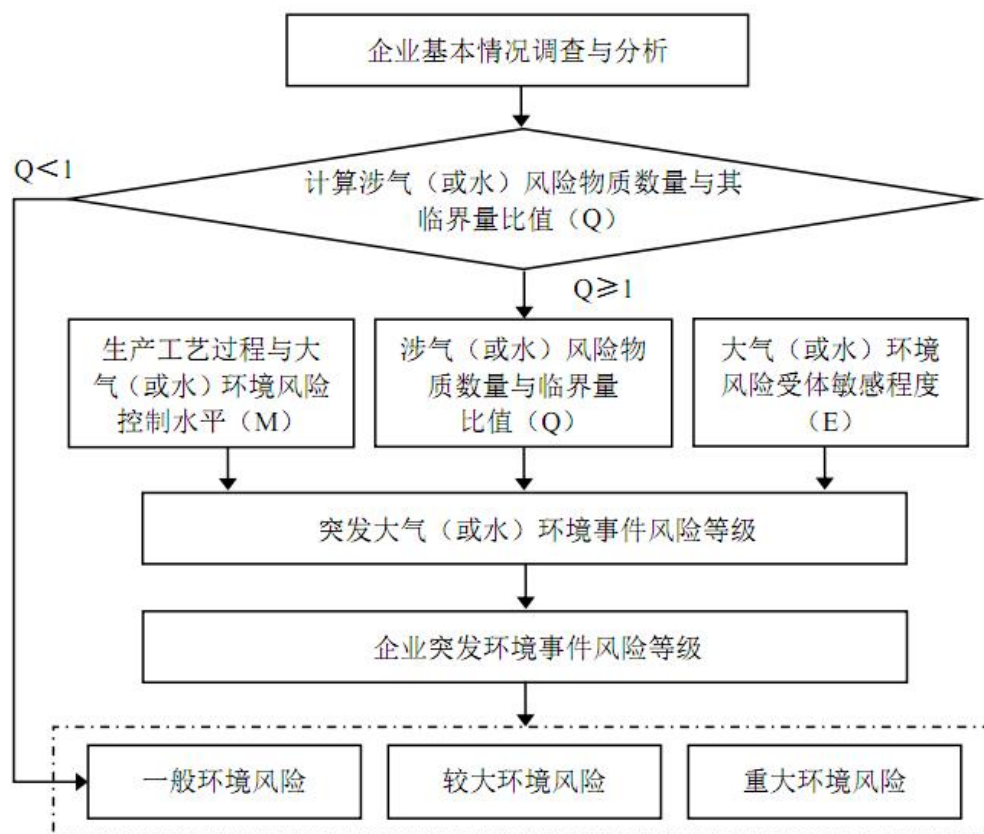 企业基本情况调查与分析
Q＜1
计算涉气（或水）风险物质数量与其
临界量比值（Q）
Q≥1
生产工艺过程与大
气（或水）环境风险
控制水平（M）
涉气（或水）风险物
质数量与临界量
比值（Q）
大气（或水）环境
风险受体敏感程度
（E）
突发大气（或水）环境事件风险等级
企业突发环境事件风险等级
一般环境风险
较大环境风险
重大环境风险